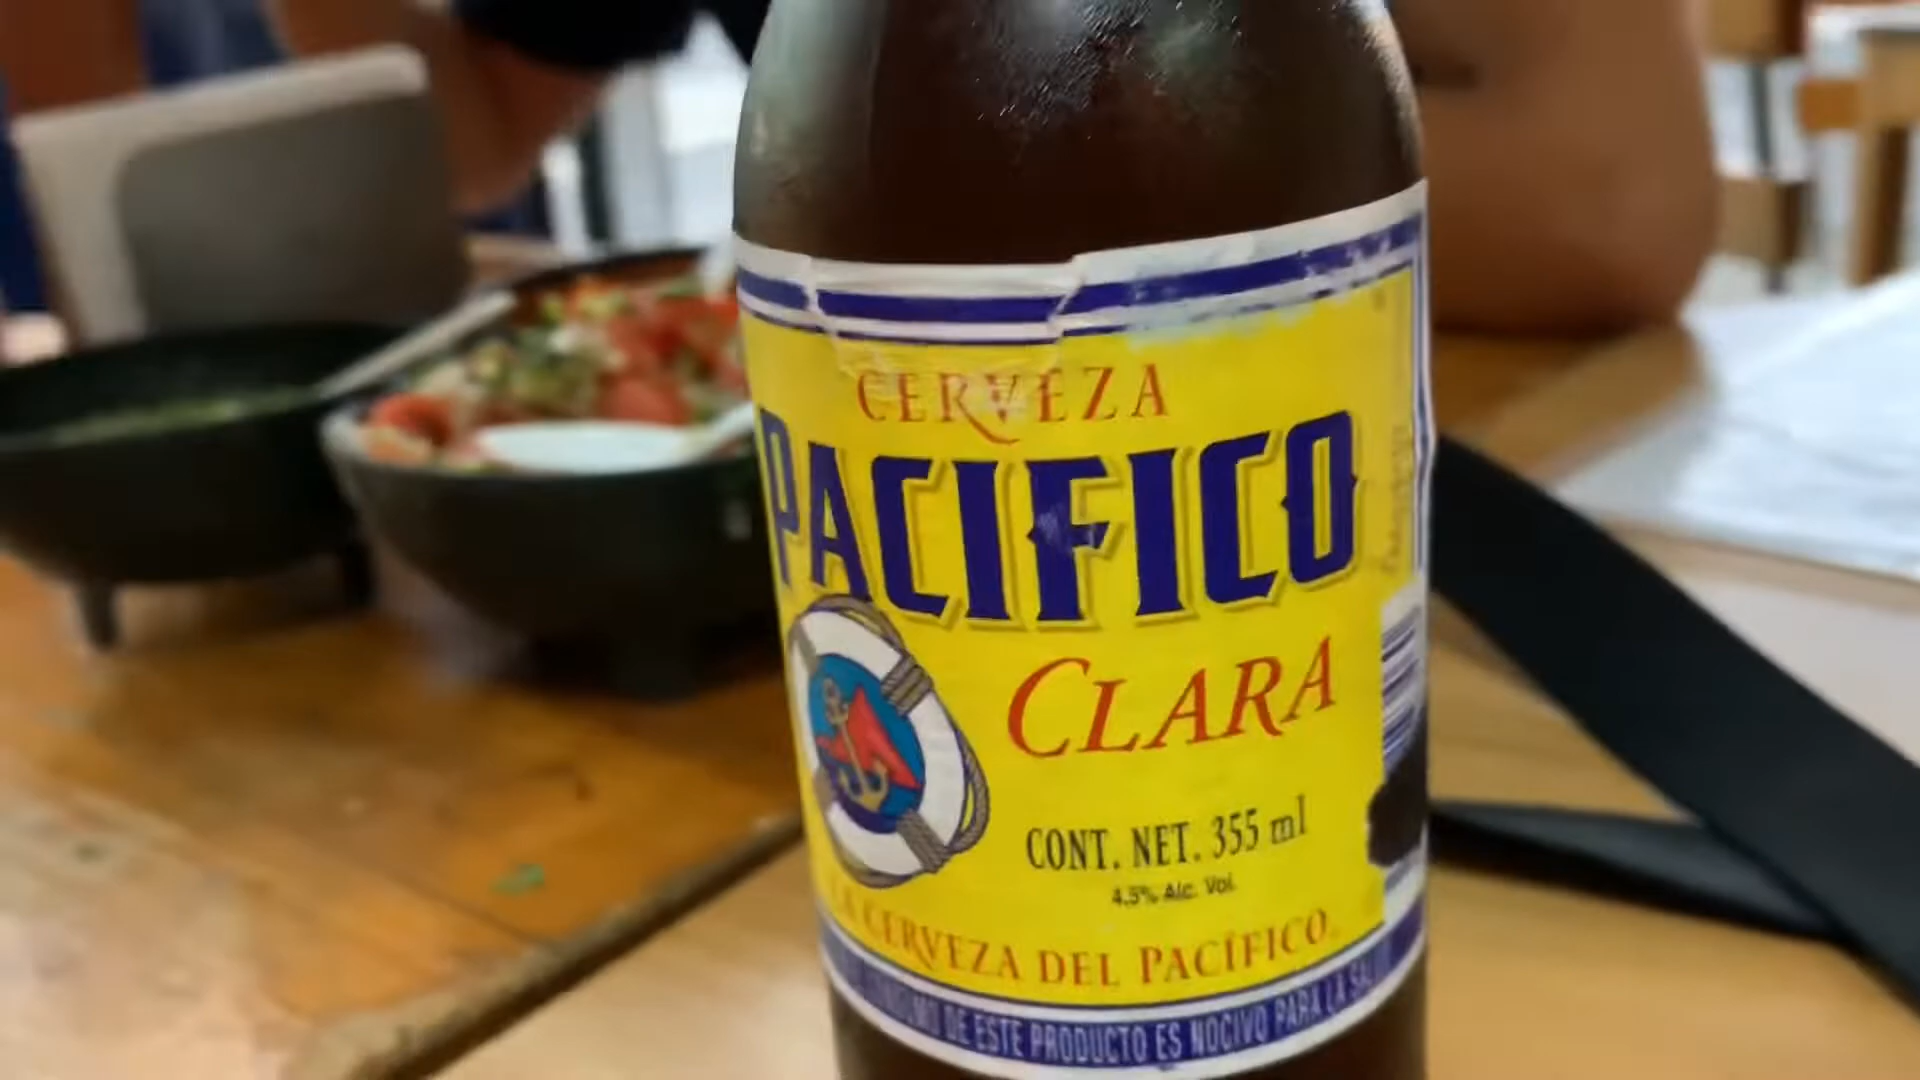 CERVEZA
PACIFICO
CLARA
CONT. NET. 355 ml
4.5% Alc. Vol.
LA CERVEZA DEL PACÍFICO.
DE ESTE PRODUCTO ES NOCIVO PARA LA